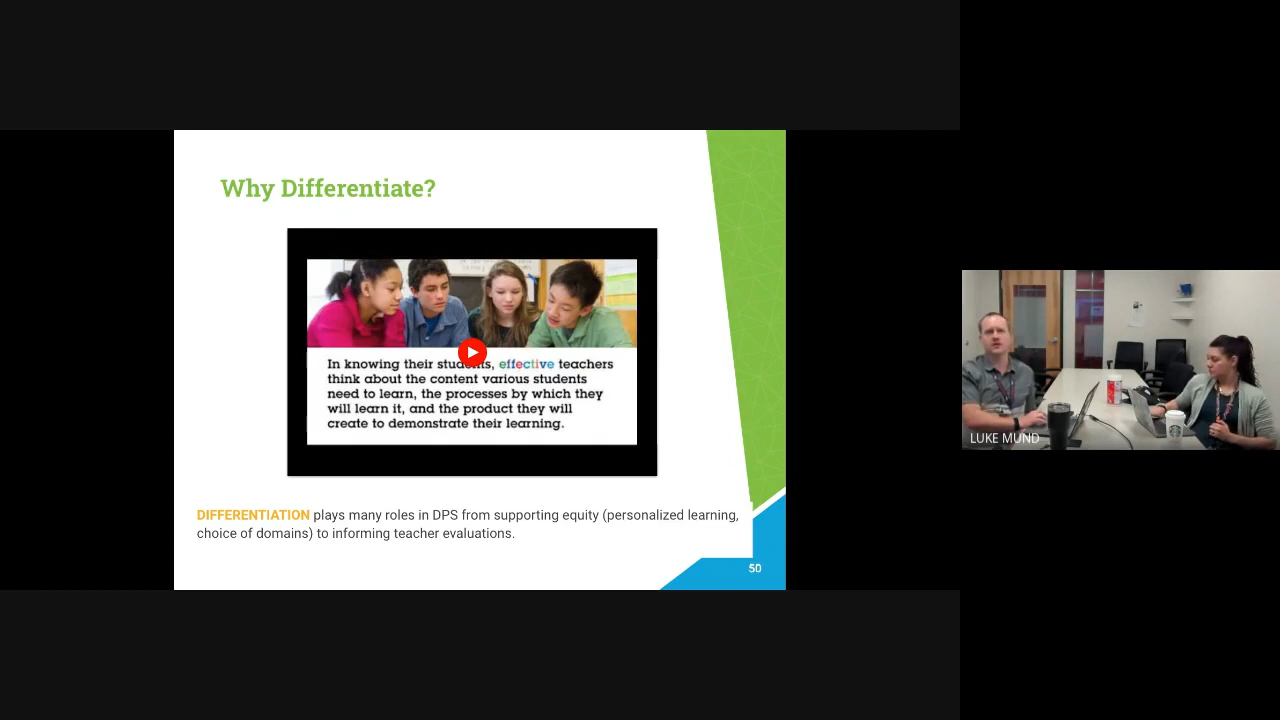 Why Differentiate?
In knowing their students, effective teachers
think about the content various students
need to learn, the processes by which they
will learn it, and the product they will
create to demonstrate their learning.
DIFFERENTIATION plays many roles in DPS from supporting equity (personalized learning,
choice of domains) to informing teacher evaluations.
50
LUKE MUND